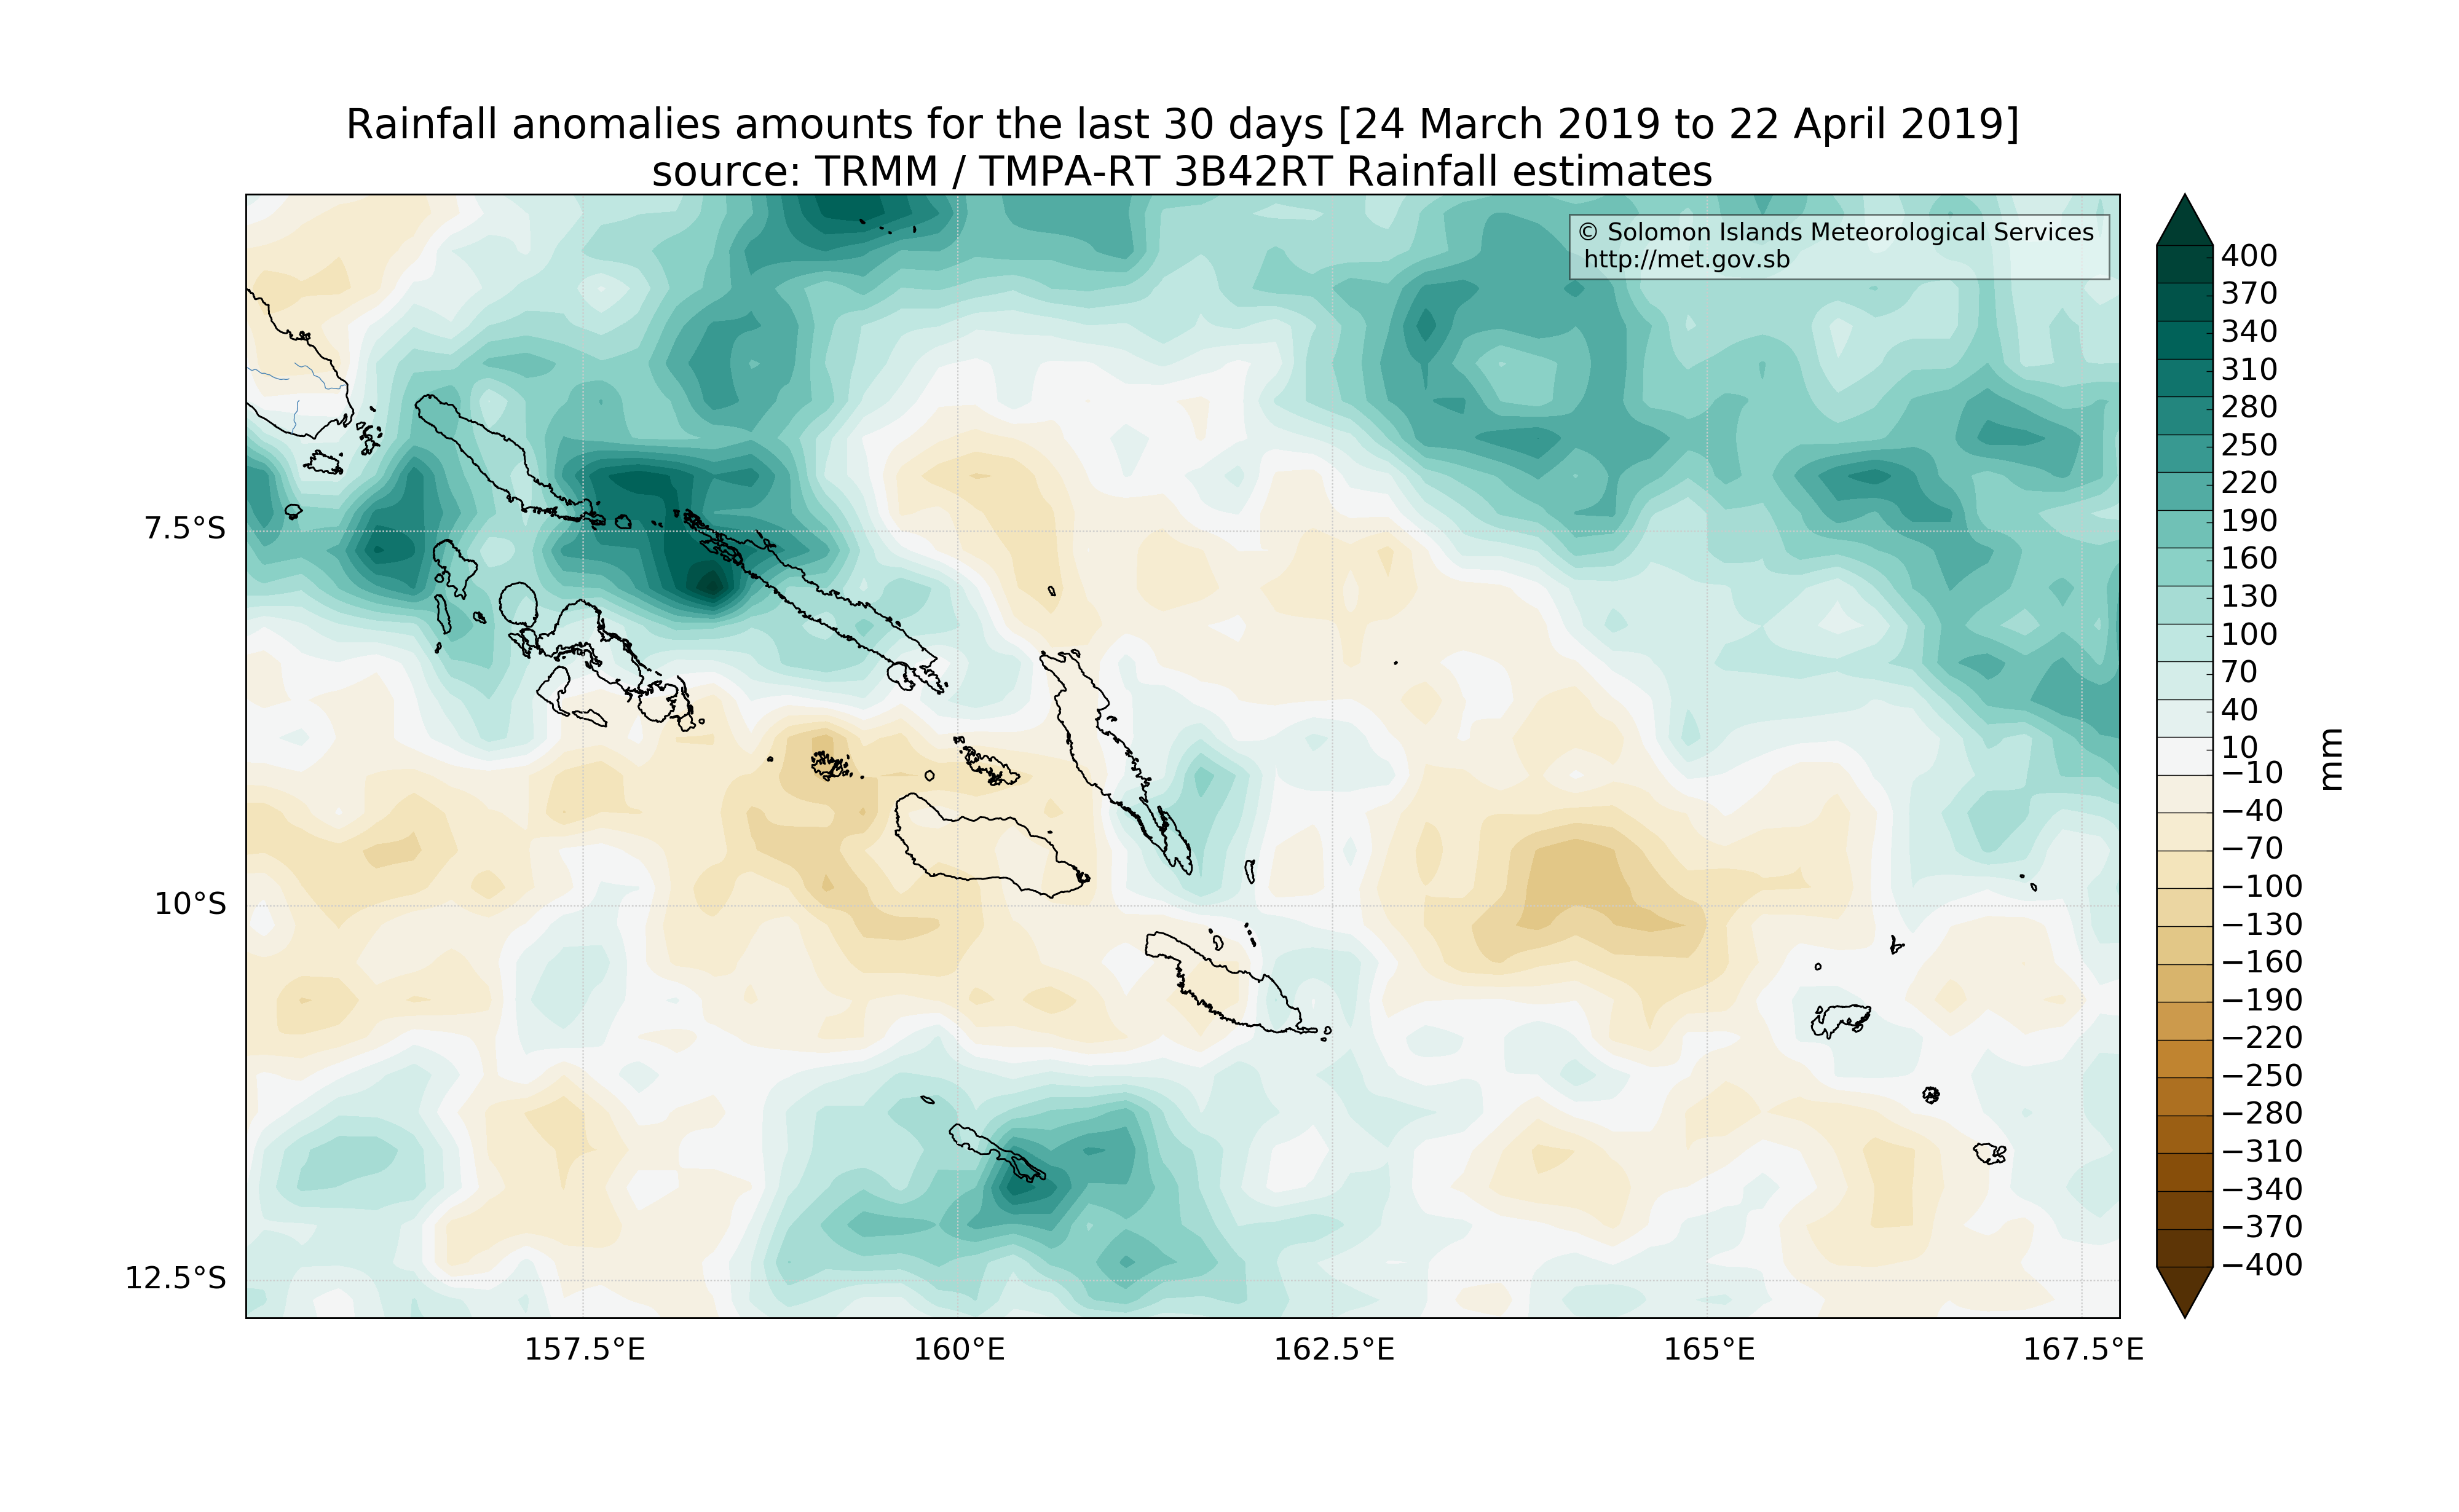 Rainfall anomalies amounts for the last 30 days [24 March 2019 to 22 April 2019]
source: TRMM / TMPA-RT 3B42RT Rainfall estimates
© Solomon Islands Meteorological Services
http://met.gov.sb
7.5°S
10°S
12.5°S
157.5°E
160°E
162.5°E
165°E
167.5°E
400
370
340
310
280
250
220
190
160
130
100
70
40
10
−10
−40
−70
−100
−130
−160
−190
−220
−250
−280
−310
−340
−370
−400
mm